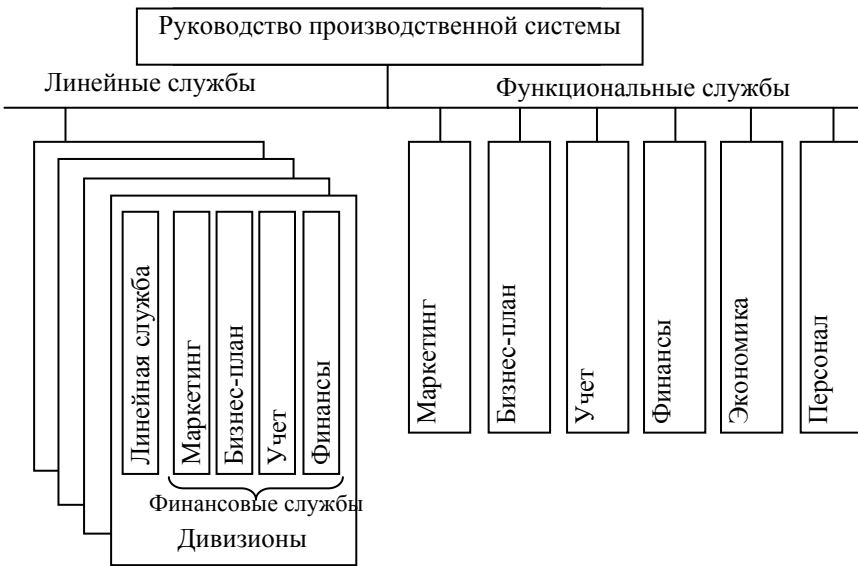 Руководство производственной системы
Линейные службы
Функциональные службы
Линейная служба
Маркетинг
Бизнес-план
Учет
Финансы
Финансовые службы
Дивизионы
Маркетинг
Бизнес-план
Учет
Финансы
Экономика
Персонал